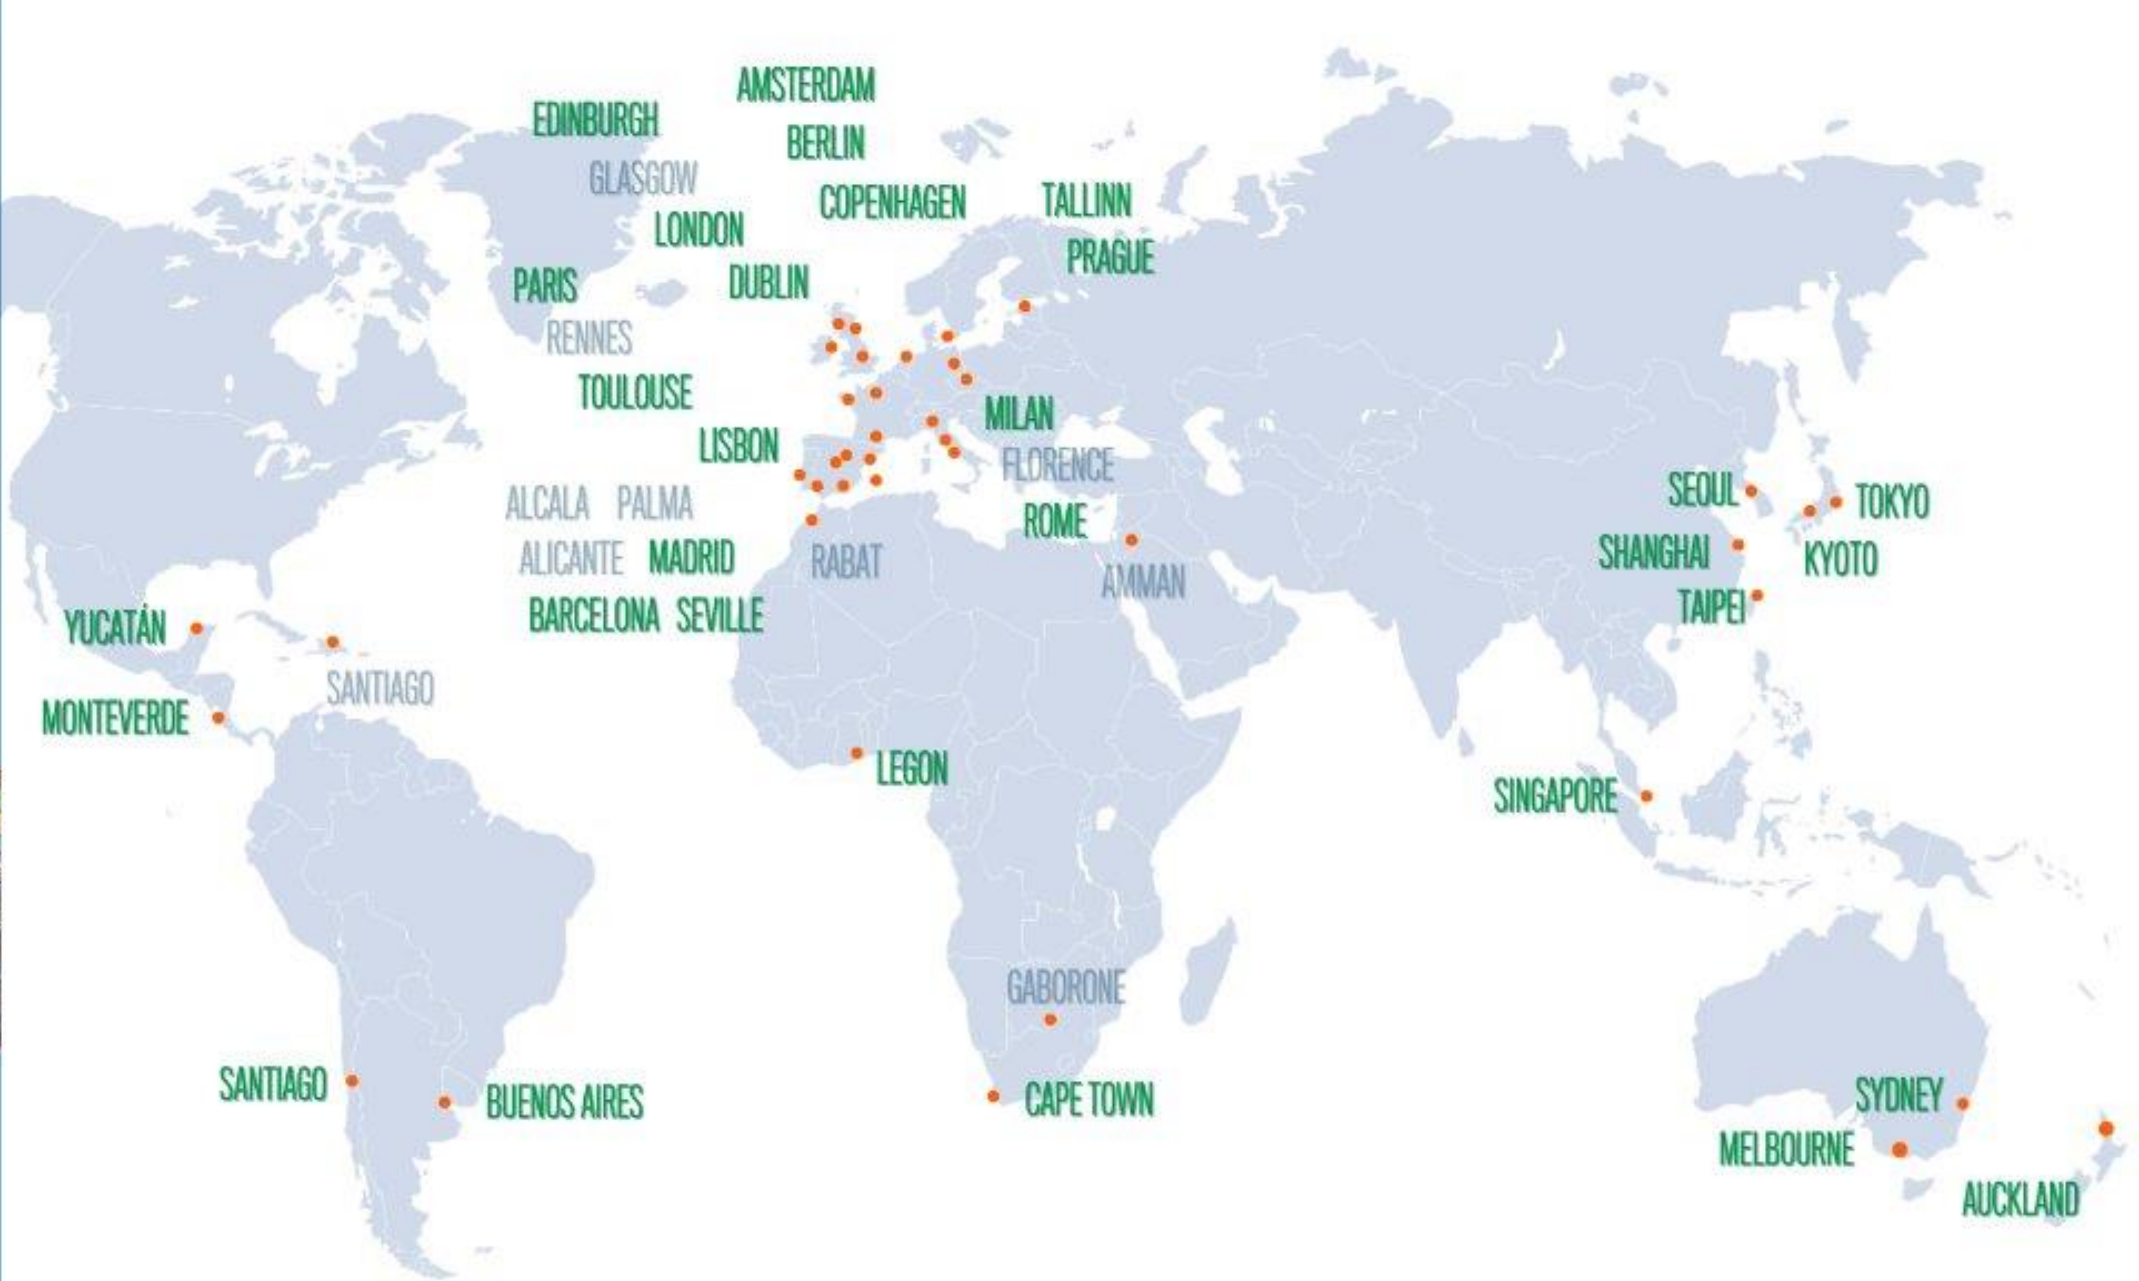 AMSTERDAM
EDINBURGH
BERLIN
GLASGOW
COPENHAGEN
TALLINN
LONDON
PRAGUE
PARIS
DUBLIN
RENNES
TOULOUSE
MILAN
LISBON
FLORENCE
ALCALA PALMA
ROME
ALICANTE MADRID
RABAT
AMMAN
BARCELONA SEVILLE
SEOUL
TOKYO
SHANGHAI
KYOTO
TAIPEI
YUCATÁN
SANTIAGO
MONTEVERDE
LEGON
SINGAPORE
GABORONE
SANTIAGO
BUENOS AIRES
CAPE TOWN
SYDNEY
MELBOURNE
AUCKLAND